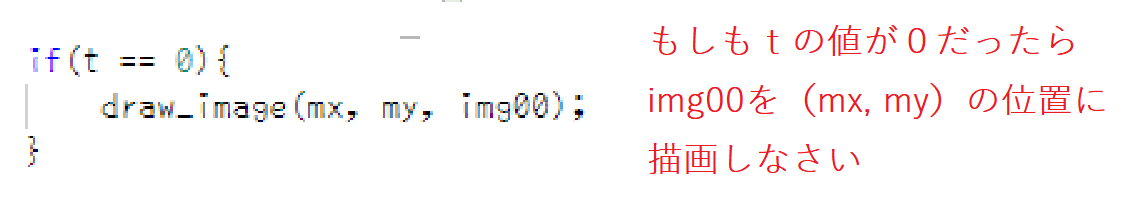 if(t == 0){
    draw_image(mx, my, img00);
}
もしもｔの値が０だったら
img00を（mx, my）の位置に
描画しなさい